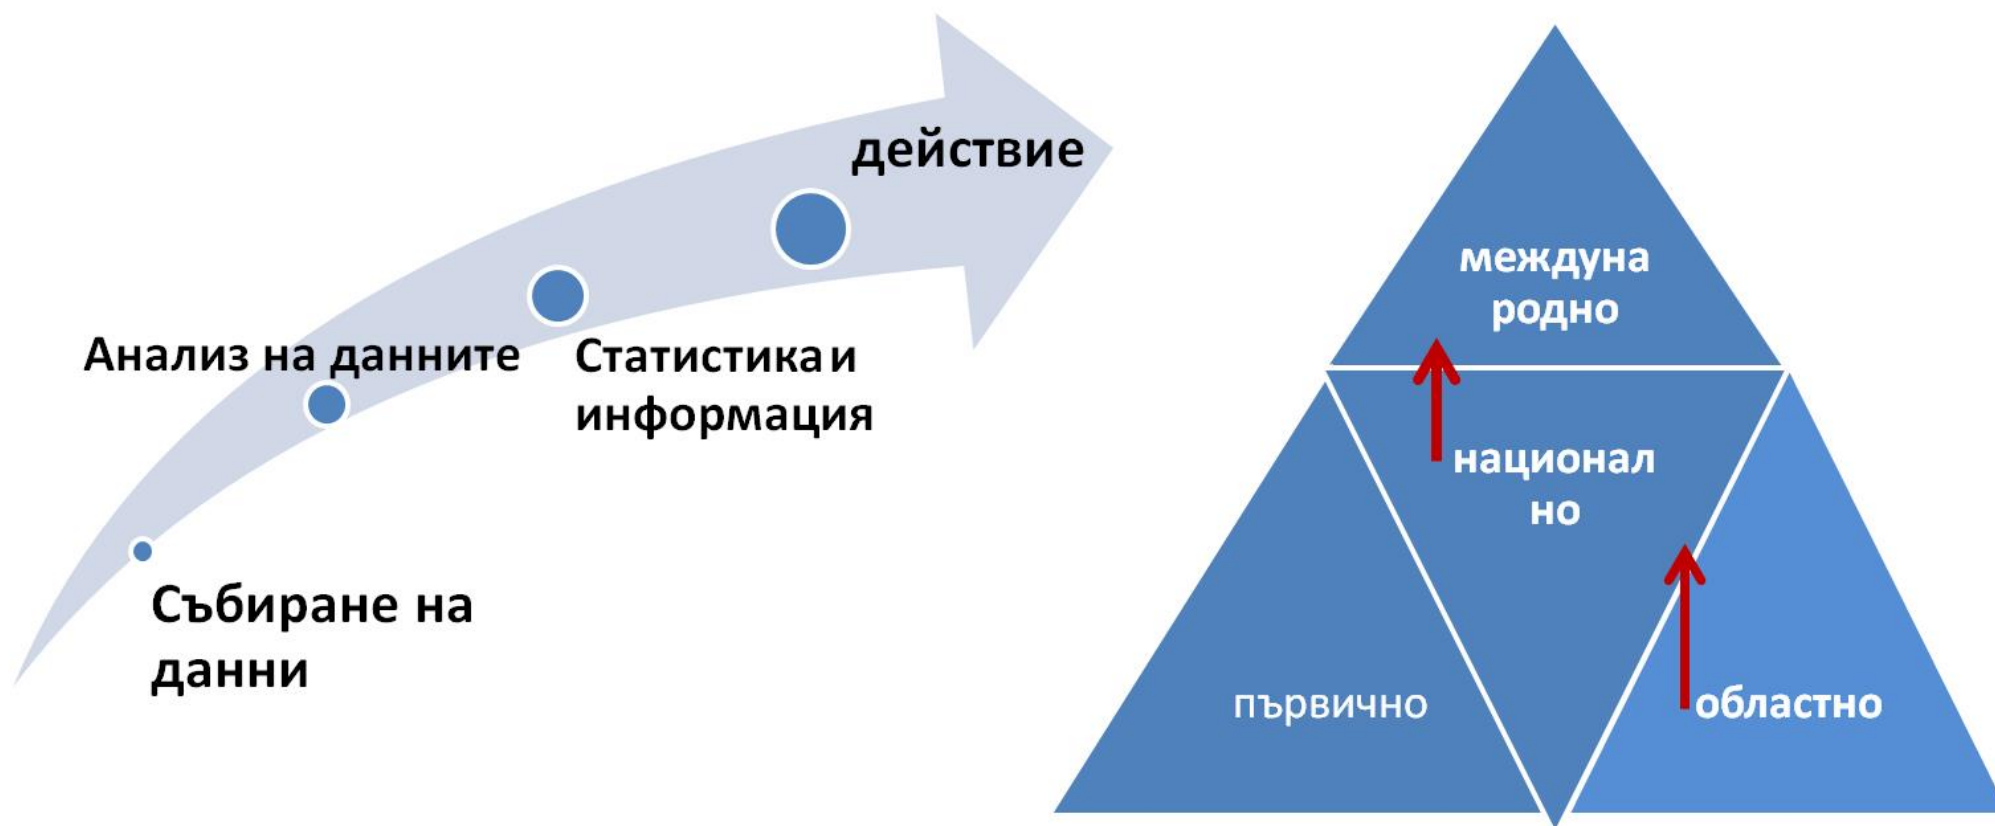 действие
Анализ на данните
Статистика и
информация
Събиране на
данни
междуна
родно
национал
но
първично
областно